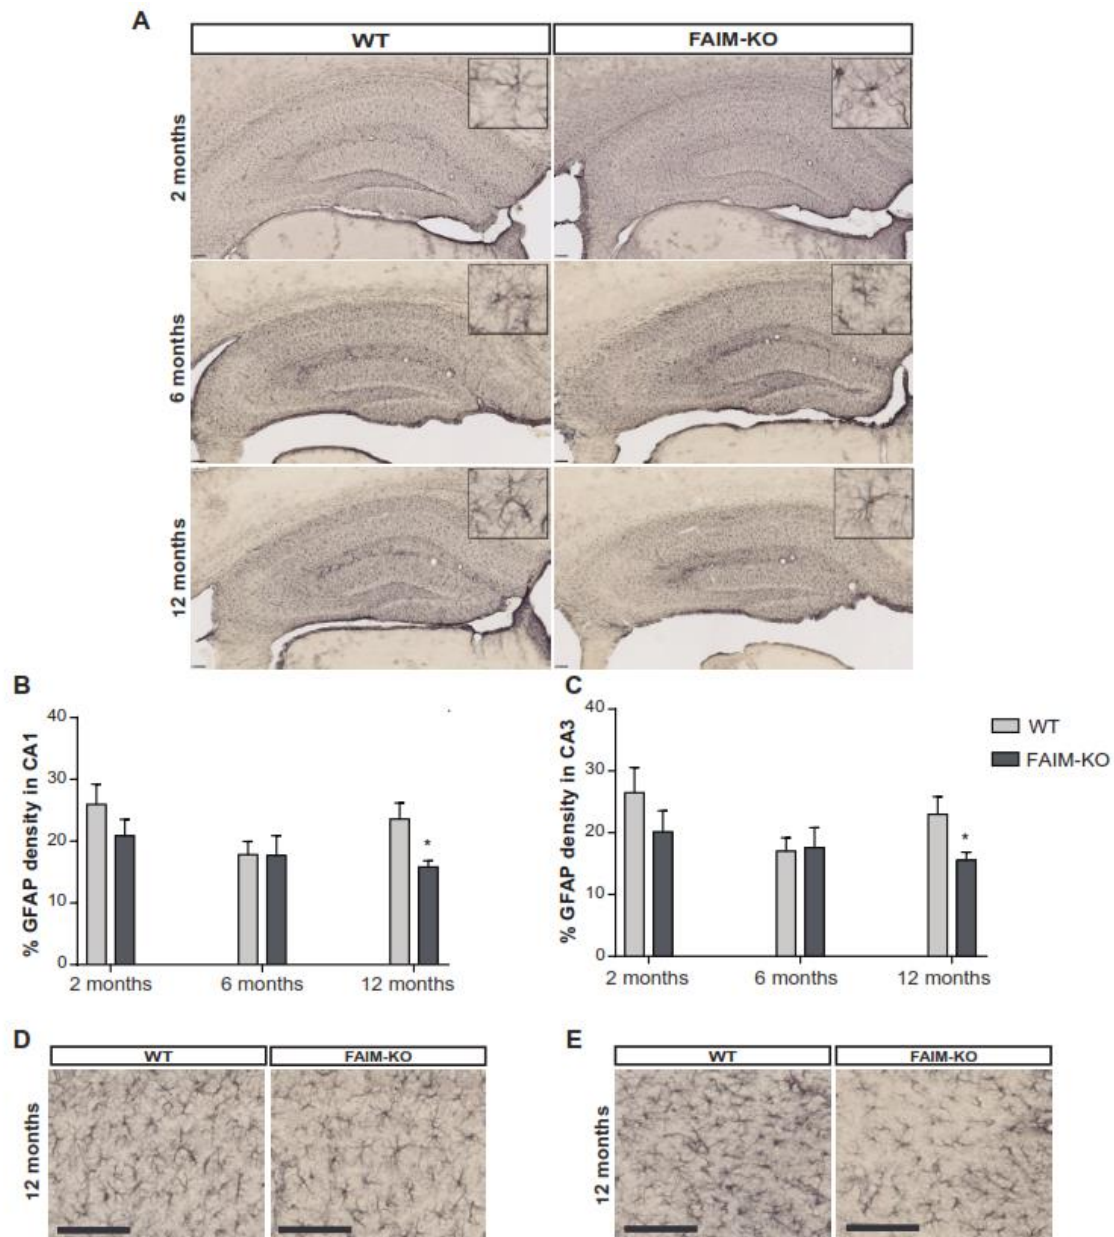 A
WT FAIM-KO
2 months
6 months
12 months
B
% GFAP density in CA1
40
30
20
10
0
2 months 6 months 12 months
C
% GFAP density in CA3
40
30
20
10
0
2 months 6 months 12 months
WT
FAIM-KO
*
*
D
WT FAIM-KO
12 months
E
WT FAIM-KO
12 months